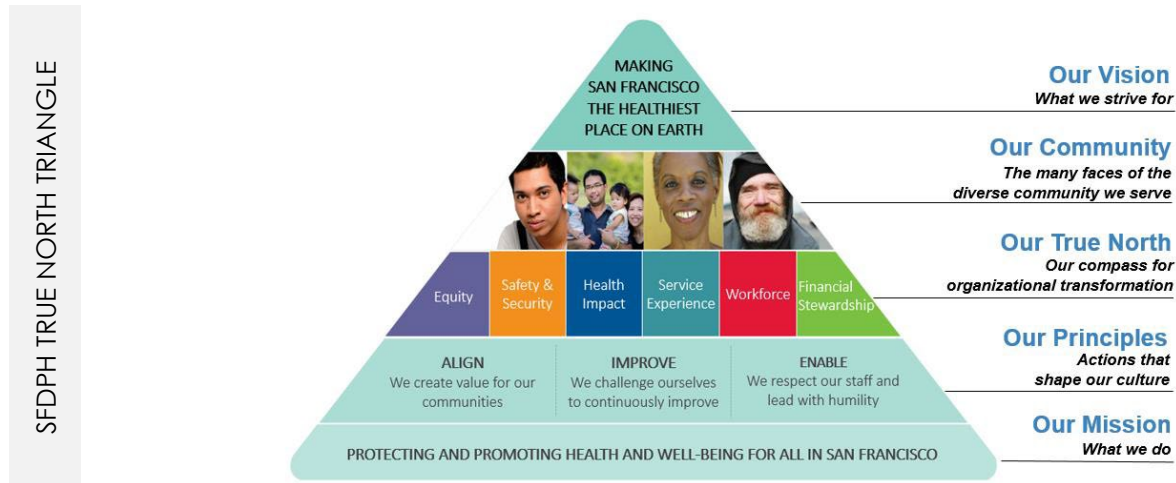 SFDPH TRUE NORTH TRIANGLE
MAKING
SAN FRANCISCO
THE HEALTHIEST
PLACE ON EARTH
Our Vision
What we strive for
Our Community
The many faces of the
diverse community we serve
Equity
Safety &
Security
Health
Impact
Service
Experience
Workforce
Financial
Stewardship
Our True North
Our compass for
organizational transformation
ALIGN
We create value for our
communities
IMPROVE
We challenge ourselves
to continuously improve
ENABLE
We respect our staff and
lead with humility
Our Principles
Actions that
shape our culture
PROTECTING AND PROMOTING HEALTH AND WELL-BEING FOR ALL IN SAN FRANCISCO
Our Mission
What we do